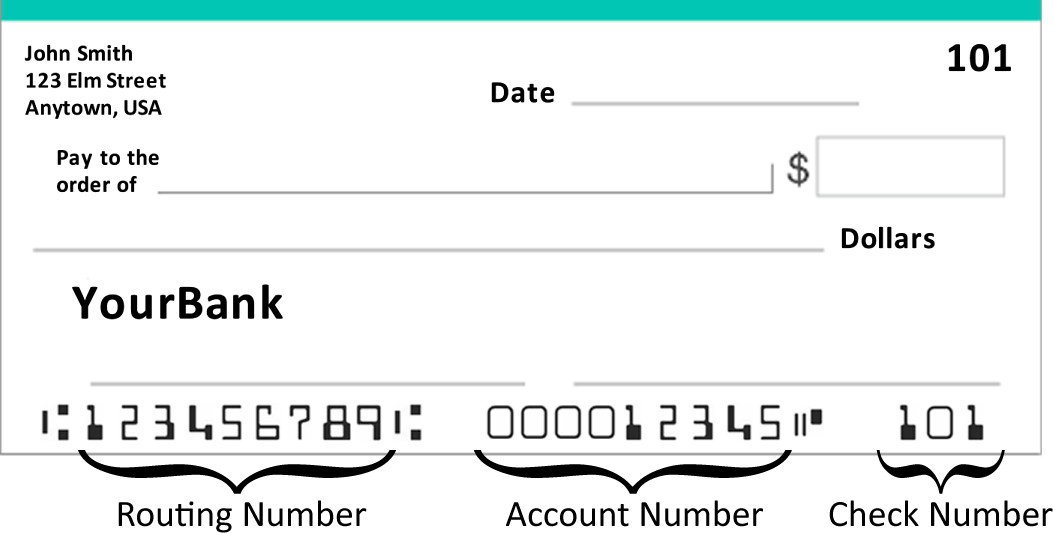 John Smith
101
123 Elm Street
Anytown, USA
Date
Pay to the
order of
$
Dollars
YourBank
⑆123456789⑆ 000012345⑈ 101
Routing Number Account Number Check Number